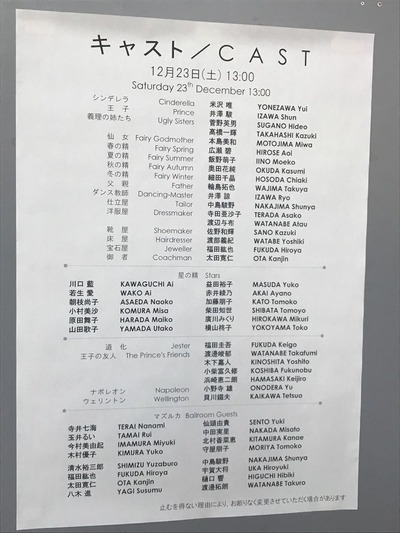 キャスト／CAST
12月23日(土) 13:00
Saturday 23th December 13:00
シンデレラ Cinderella 米沢 唯 YONEZAWA Yui
王子 Prince 井澤 駿 IZAWA Shun
義理の姉たち Ugly Sisters 菅野英男 SUGANO Hideo
髙橋一輝 TAKAHASHI Kazuki
仙女 Fairy Godmother 本島美和 MOTOJIMA Miwa
春の精 Fairy Spring 広瀬 碧 HIROSE Aoi
夏の精 Fairy Summer 飯野萌子 IINO Moeko
秋の精 Fairy Autumn 奥田花純 OKUDA Kasumi
冬の精 Fairy Winter 細田千晶 HOSODA Chiaki
父親 Father 輪島拓也 WAJIMA Takuya
ダンス教師 Dancing-Master 井澤 諒 IZAWA Ryo
仕立屋 Tailor 中島駿野 NAKAJIMA Shunya
洋服屋 Dressmaker 寺田亜沙子 TERADA Asako
渡辺与布 WATANABE Atau
靴屋 Shoemaker 佐野和輝 SANO Kazuki
床屋 Hairdresser 渡部義紀 WATABE Yoshiki
宝石屋 Jeweller 福田紘也 FUKUDA Hiroya
御者 Coachman 太田寛仁 OTA Kanjin
星の精 Stars
川口 藍 KAWAGUCHI Ai 益田裕子 MASUDA Yuko
若生 愛 WAKO Ai 赤井綾乃 AKAI Ayano
朝枝尚子 ASAEDA Naoko 加藤朋子 KATO Tomoko
小村美沙 KOMURA Misa 柴田知世 SHIBATA Tomoyo
原田舞子 HARADA Maiko 廣川みくり HIROKAWA Mikuri
山田歌子 YAMADA Utako 横山柊子 YOKOYAMA Toko
道化 Jester 福田圭吾 FUKUDA Keigo
王子の友人 The Prince's Friends 渡邊峻郁 WATANABE Takafumi
木下嘉人 KINOSHITA Yoshito
小柴富久修 KOSHIBA Fukunobu
浜崎恵二朗 HAMASAKI Keijiro
ナポレオン Napoleon 小野寺 雄 ONODERA Yu
ウェリントン Wellington 貝川鐵夫 KAIKAWA Tetsuo
マズルカ Ballroom Guests
寺井七海 TERAI Nanami 仙頭由貴 SENTO Yuki
玉井るい TAMAI Rui 中田実里 NAKADA Misato
今村美由起 IMAMURA Miyuki 北村香菜恵 KITAMURA Kanae
木村優子 KIMURA Yuko 守屋朋子 MORIYA Tomoko
清水裕三郎 SHIMIZU Yuzaburo 中島駿野 NAKAJIMA Shunya
福田紘也 FUKUDA Hiroya 宇賀大将 UKA Hiroyuki
太田寛仁 OTA Kanjin 樋口 響 HIGUCHI Hibiki
八木 進 YAGI Susumu 渡邊拓朗 WATANABE Takuro
止むを得ない理由により、お断りなく変更させていただく場合があります